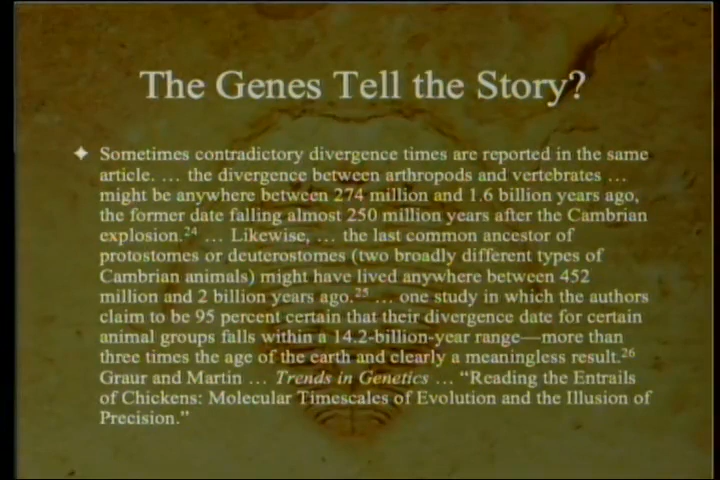 The Genes Tell the Story?
Sometimes contradictory divergence times are reported in the same
article. … the divergence between arthropods and vertebrates …
might be anywhere between 274 million and 1.6 billion years ago,
the former date falling almost 250 million years after the Cambrian
explosion.24 … Likewise, … the last common ancestor of
protostomes or deuterostomes (two broadly different types of
Cambrian animals) might have lived anywhere between 452
million and 2 billion years ago.25 … one study in which the authors
claim to be 95 percent certain that their divergence date for certain
animal groups falls within a 14.2-billion-year range—more than
three times the age of the earth and clearly a meaningless result.26
Graur and Martin … Trends in Genetics … “Reading the Entrails
of Chickens: Molecular Timescales of Evolution and the Illusion of
Precision.”